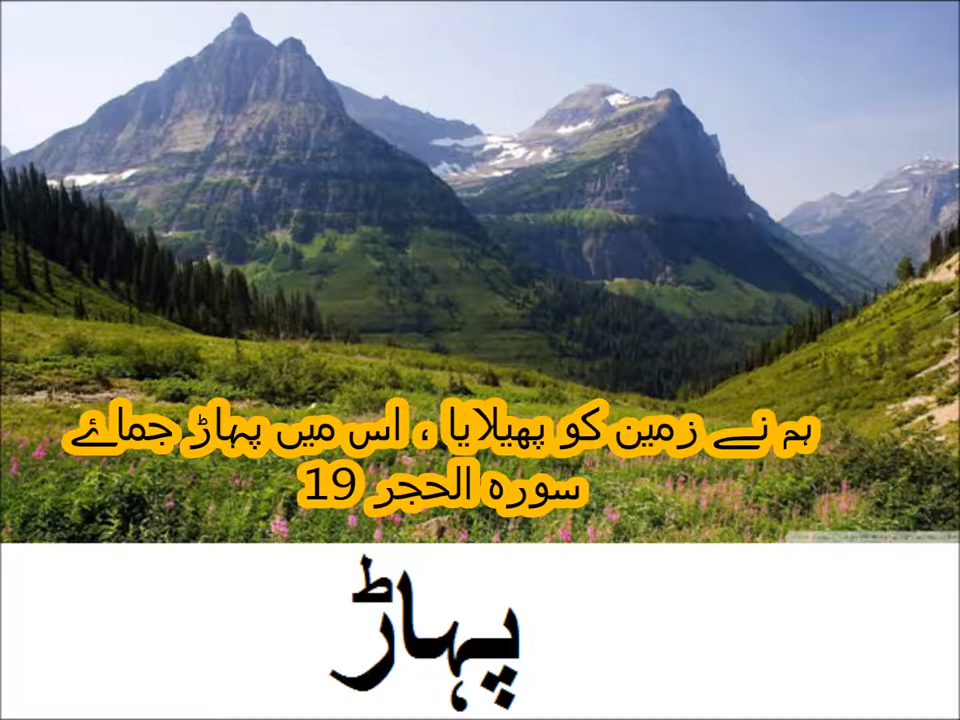 ہم نے زمین کو پھیلایا ، اس میں پہاڑ جمائے
سورہ الحجر 19
پہاڑ